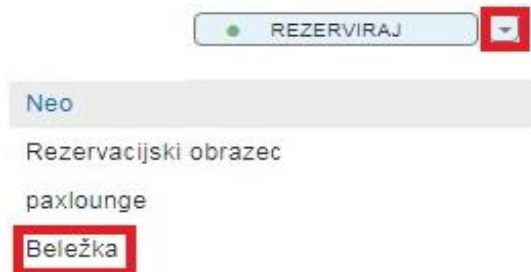 REZERVIRAJ
Neo
Rezervacijski obrazec
paxlounge
Beležka